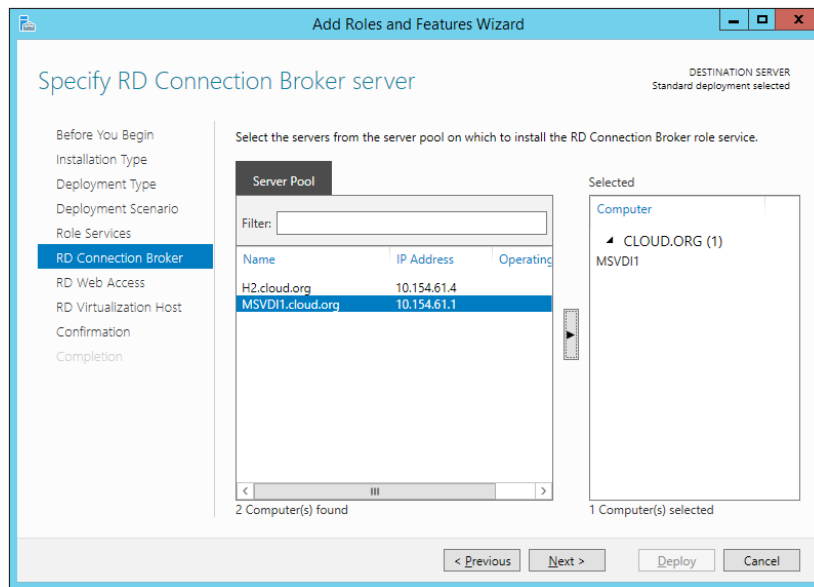 Add Roles and Features Wizard
Specify RD Connection Broker server
DESTINATION SERVER
Standard deployment selected
Before You Begin
Installation Type
Deployment Type
Deployment Scenario
Role Services
RD Connection Broker
RD Web Access
RD Virtualization Host
Confirmation
Completion
Select the servers from the server pool on which to install the RD Connection Broker role service.
Server Pool
Filter:
Name IP Address Operating
H2.cloud.org 10.154.61.4
MSVDI1.cloud.org 10.154.61.1
2 Computer(s) found
Selected
Computer
CLOUD.ORG (1)
MSVDI1
1 Computer(s) selected
< Previous Next > Deploy Cancel